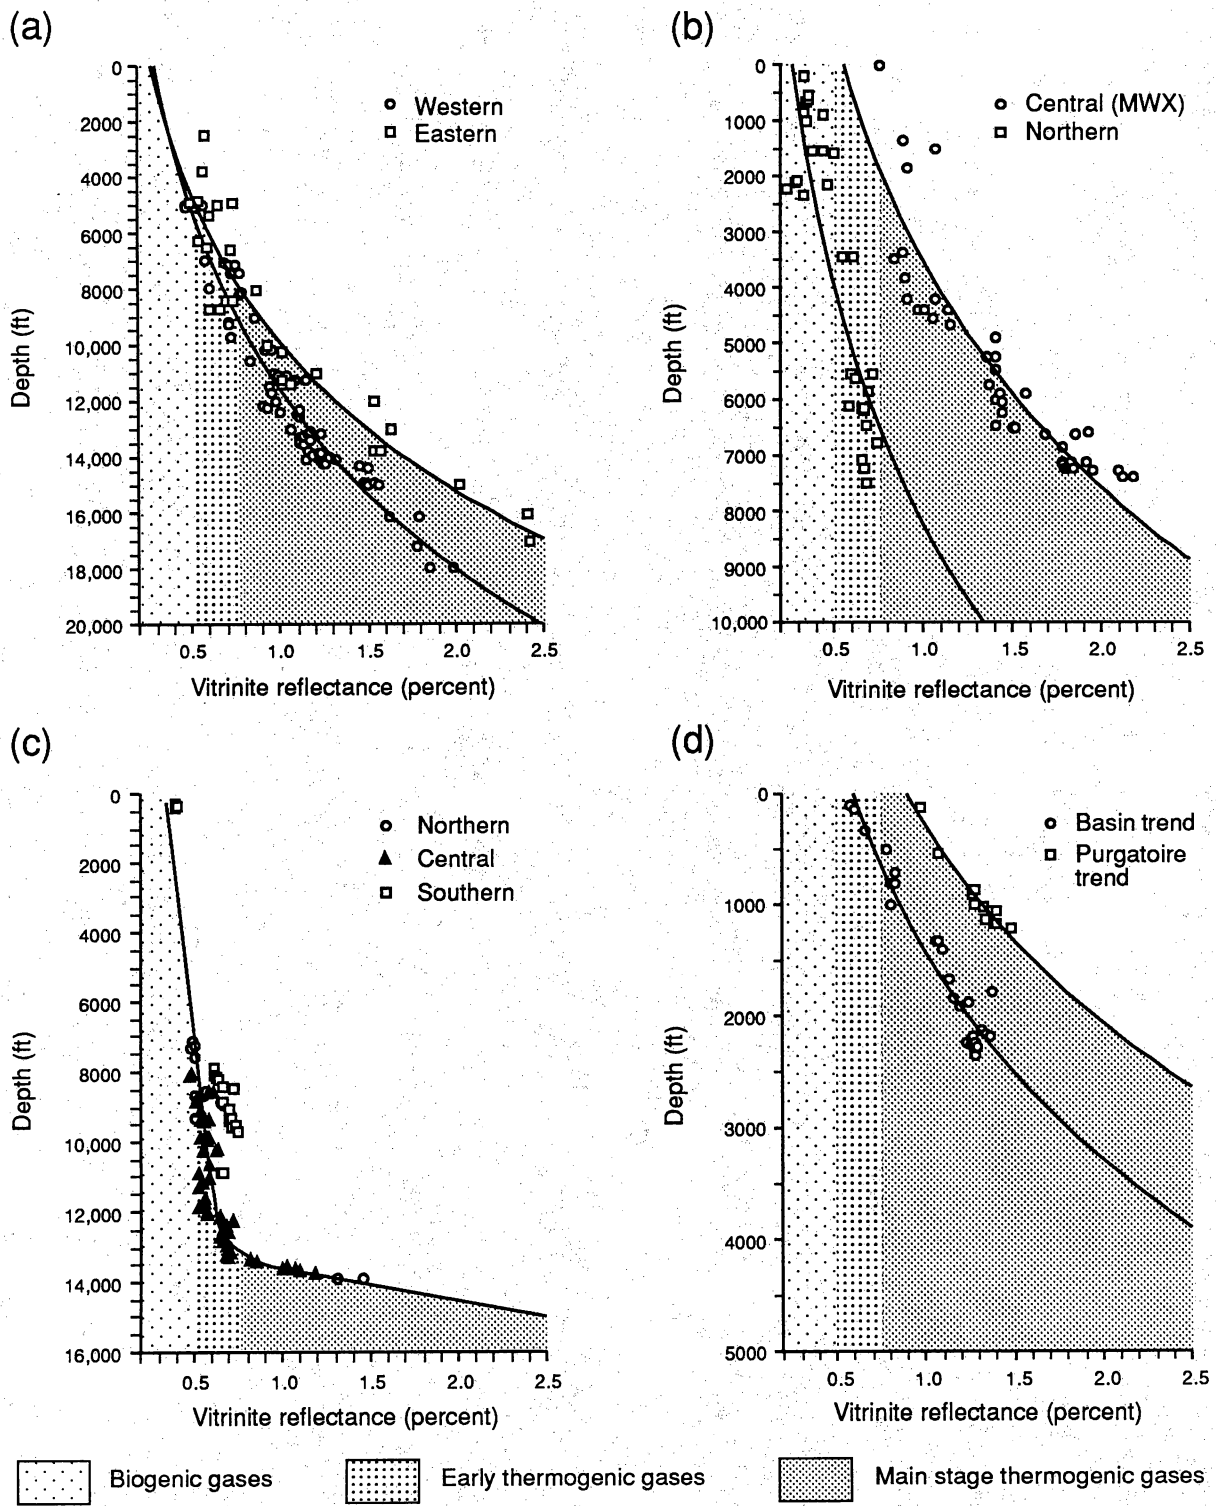 (a)
0
2000
4000
6000
8000
10,000
12,000
14,000
16,000
18,000
20,000
Depth (ft)
Western
Eastern
0.5 1.0 1.5 2.0 2.5
Vitrinite reflectance (percent)
(b)
0
1000
2000
3000
4000
5000
6000
7000
8000
9000
10,000
Depth (ft)
Central (MWX)
Northern
0.5 1.0 1.5 2.0 2.5
Vitrinite reflectance (percent)
(c)
0
2000
4000
6000
8000
10,000
12,000
14,000
16,000
Depth (ft)
Northern
Central
Southern
0.5 1.0 1.5 2.0 2.5
Vitrinite reflectance (percent)
(d)
0
1000
2000
3000
4000
5000
Depth (ft)
Basin trend
Purgatoire
trend
0.5 1.0 1.5 2.0 2.5
Vitrinite reflectance (percent)
Biogenic gases
Early thermogenic gases
Main stage thermogenic gases